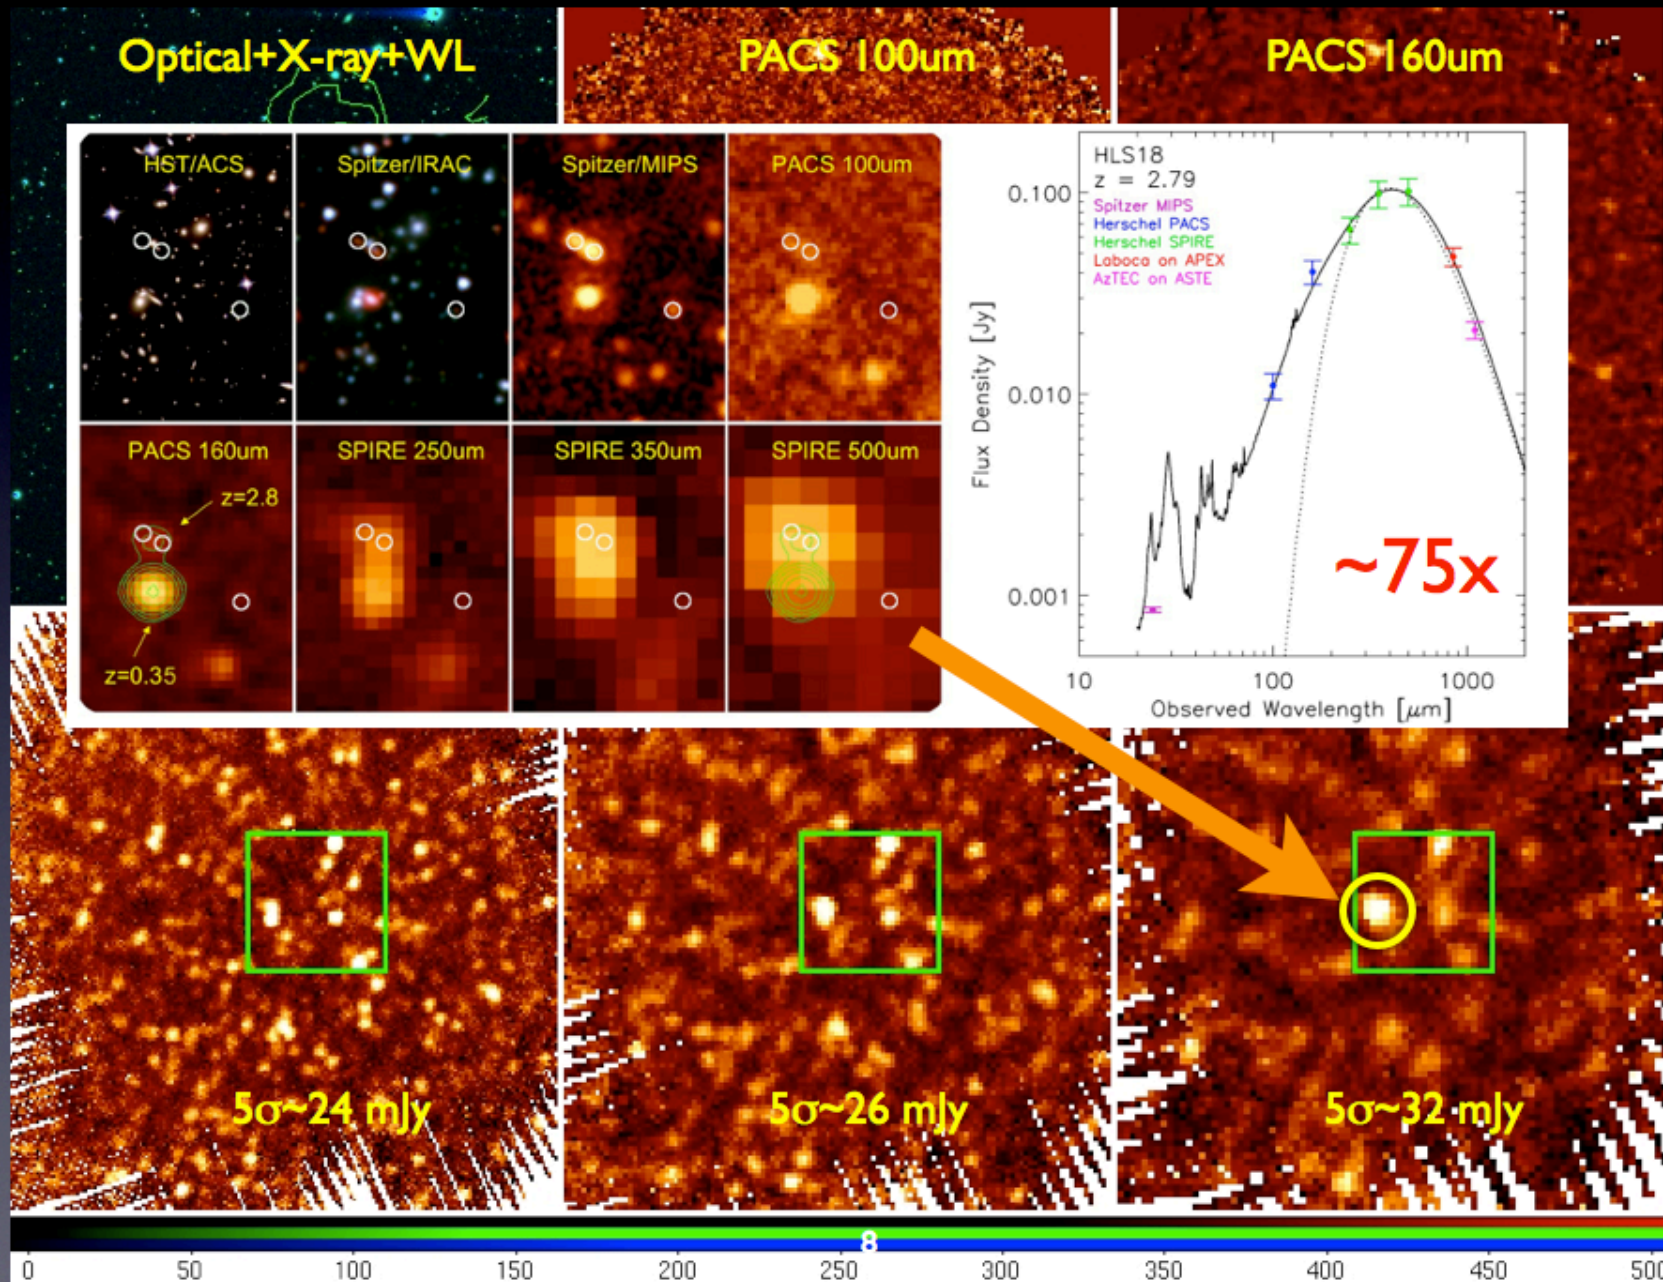 Optical+X-ray+WL
PACS 100um
PACS 160um
HST/ACS
Spitzer/IRAC
Spitzer/MIPS
PACS 100um
PACS 160um
SPIRE 250um
SPIRE 350um
SPIRE 500um
z=2.8
z=0.35
HLS18
z = 2.79
Spitzer MIPS
Herschel PACS
Herschel SPIRE
Laboca on APEX
AzTEC on ASTE
Flux Density [Jy]
0.100
0.010
0.001
~75x
10 100 1000
Observed Wavelength [μm]
5σ~24 mJy
5σ~26 mJy
5σ~32 mJy
8
0 50 100 150 200 250 300 350 400 450 500